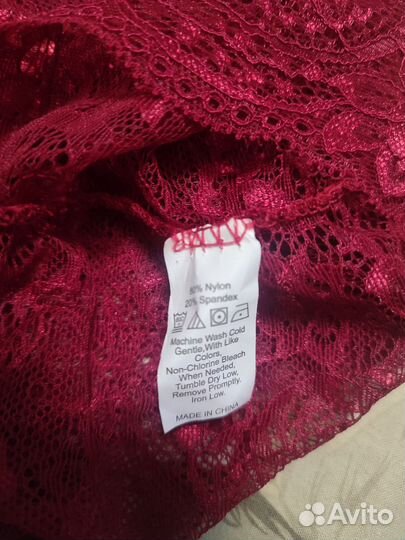 80% Nylon
20% Spandex
Machine Wash Cold
Gentle,With Like
Colors,
Non-Chlorine Bleach
When Needed,
Tumble Dry Low,
Remove Promptly,
Iron Low.
MADE IN CHINA
Avito